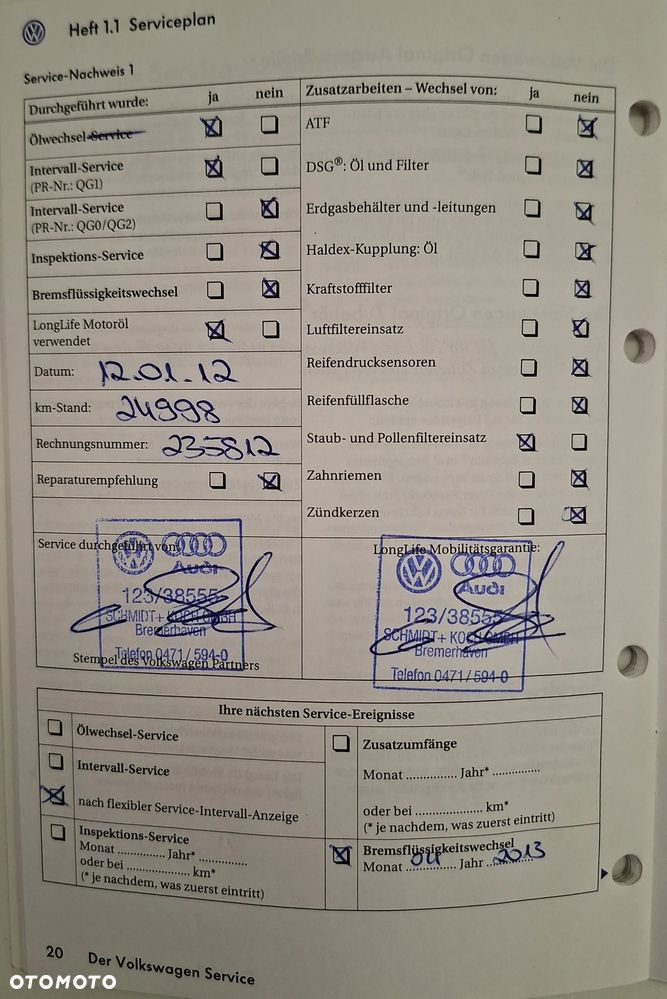 Heft 1.1 Serviceplan
Service-Nachweis 1
Durchgeführt wurde: ja nein
Ölwechsel-Service
Intervall-Service
(PR-Nr.: QG1)
Intervall-Service
(PR-Nr.: QG0/QG2)
Inspektions-Service
Bremsflüssigkeitswechsel
LongLife Motoröl
verwendet
Datum: 12.01.12
km-Stand: 24998
Rechnungsnummer: 235812
Reparaturempfehlung
Zusatzarbeiten – Wechsel von: ja nein
ATF
DSG®: Öl und Filter
Erdgasbehälter und -leitungen
Haldex-Kupplung: Öl
Kraftstofffilter
Luftfiltereinsatz
Reifendrucksensoren
Reifenfüllflasche
Staub- und Pollenfiltereinsatz
Zahnriemen
Zündkerzen
Service durchgeführt von:
Audi
123/38555
SCHMIDT+ KOCH GMBH
Bremerhaven
Telefon 0471/594-0
Stempel des Volkswagen Partners
LongLife Mobilitätsgarantie:
Audi
123/38555
SCHMIDT+ KOCH GMBH
Bremerhaven
Telefon 0471/594-0
Ihre nächsten Service-Ereignisse
Ölwechsel-Service
Intervall-Service
nach flexibler Service-Intervall-Anzeige
Inspektions-Service
Monat .............. Jahr* ..............
oder bei .................. km*
(* je nachdem, was zuerst eintritt)
Zusatzumfänge
Monat .............. Jahr* ..............
oder bei .................. km*
(* je nachdem, was zuerst eintritt)
Bremsflüssigkeitswechsel
Monat 04 Jahr 2013
20 Der Volkswagen Service
OTOMOTO